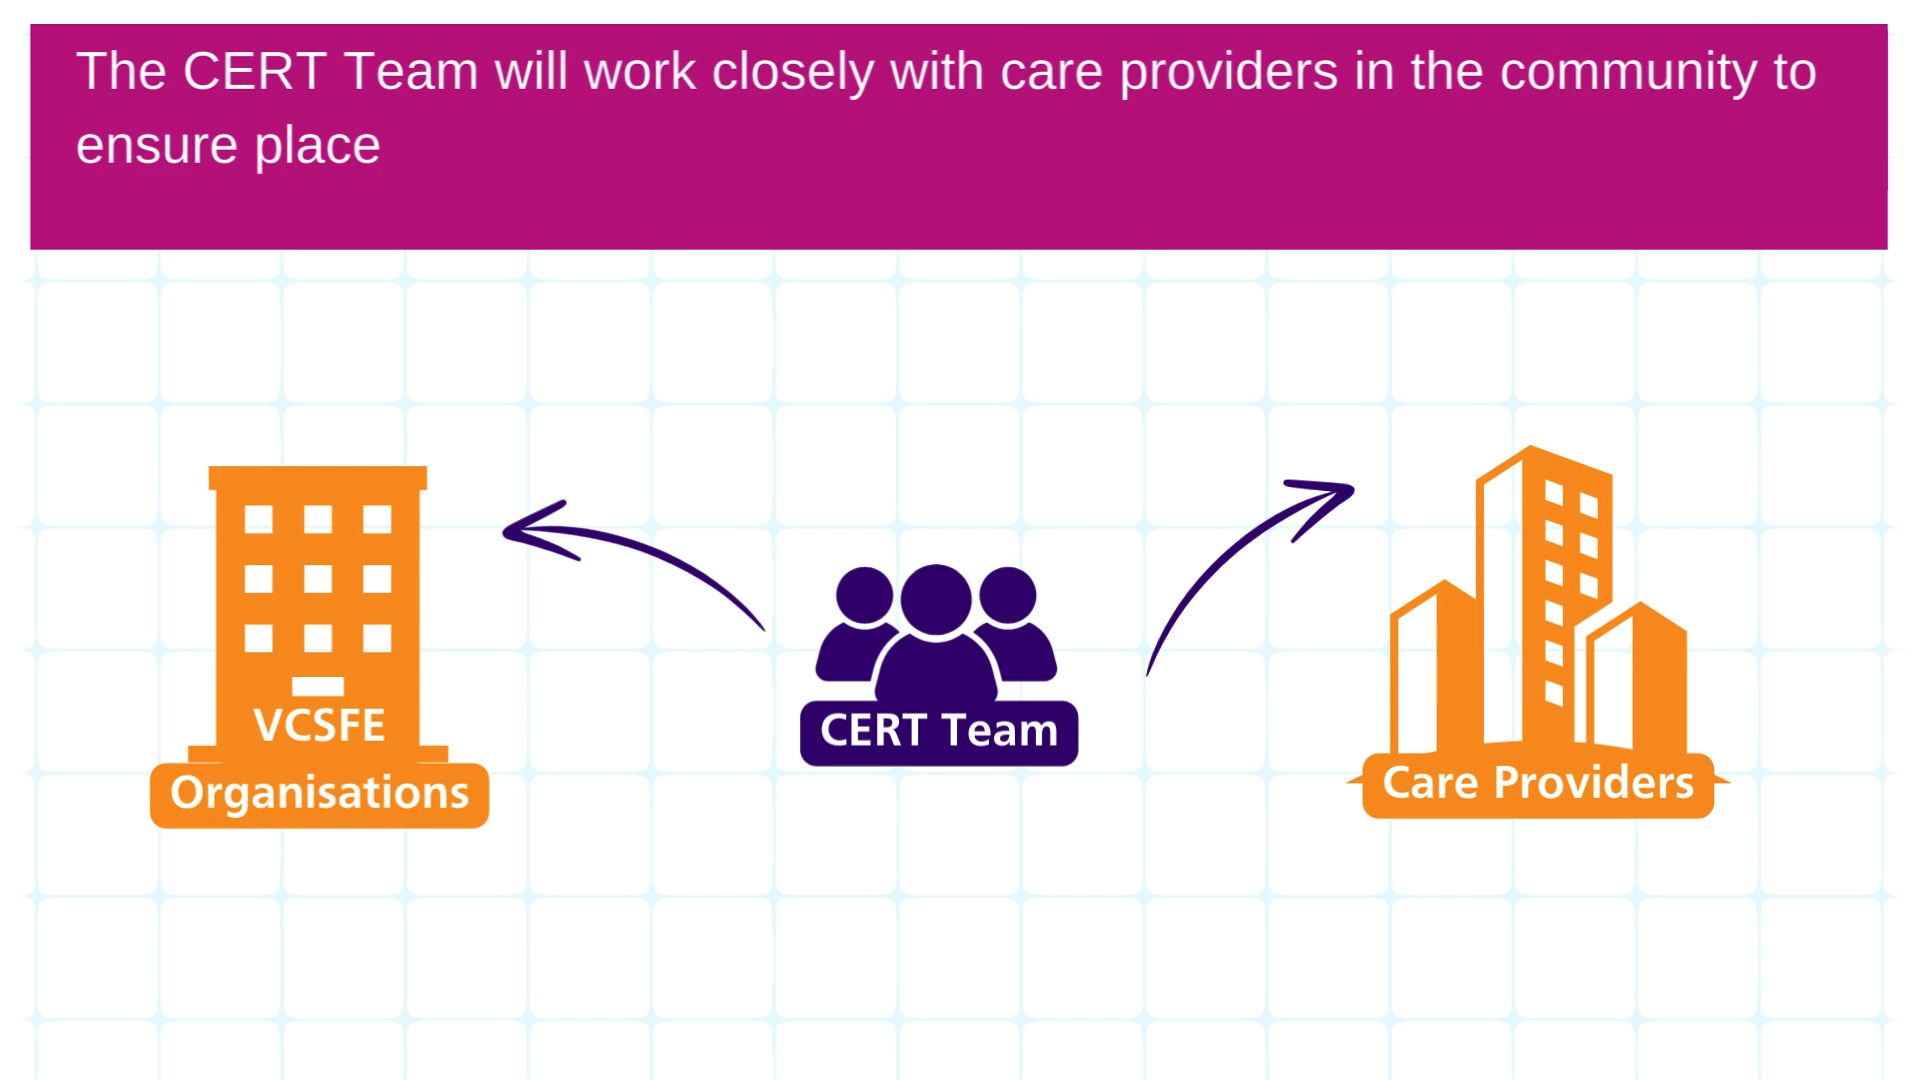 The CERT Team will work closely with care providers in the community to
ensure place
VCSFE
Organisations
CERT Team
Care Providers